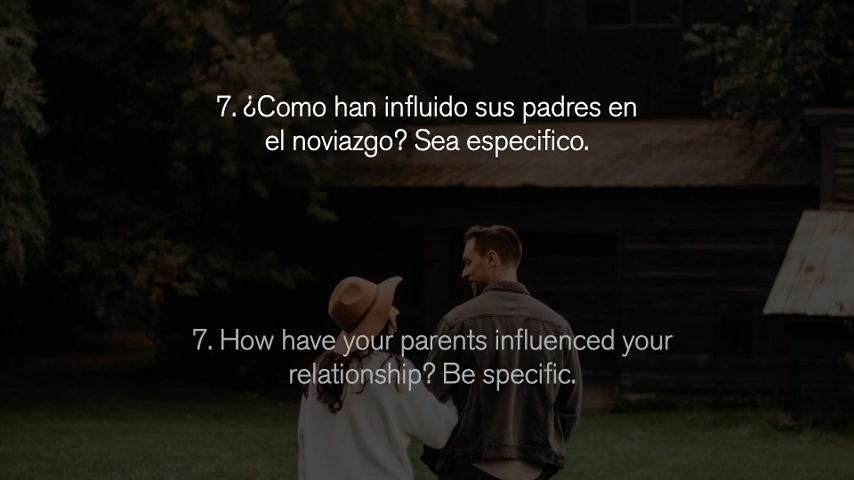 7. ¿Como han influido sus padres en
el noviazgo? Sea especifico.
7. How have your parents influenced your
relationship? Be specific.